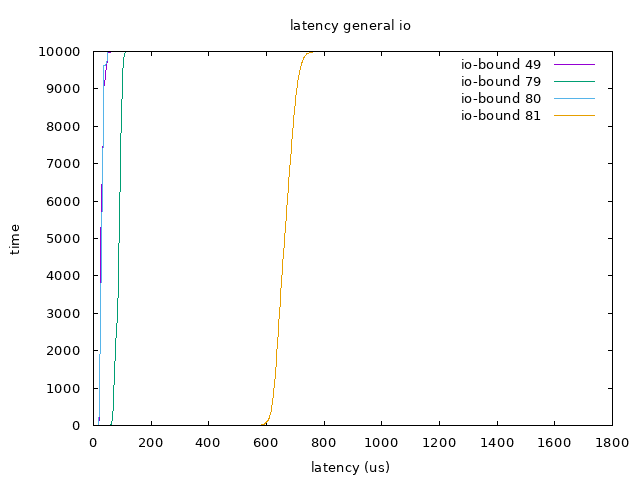 latency general io
10000
9000
8000
7000
6000
5000
4000
3000
2000
1000
0
time
io-bound 49
io-bound 79
io-bound 80
io-bound 81
0 200 400 600 800 1000 1200 1400 1600 1800
latency (us)